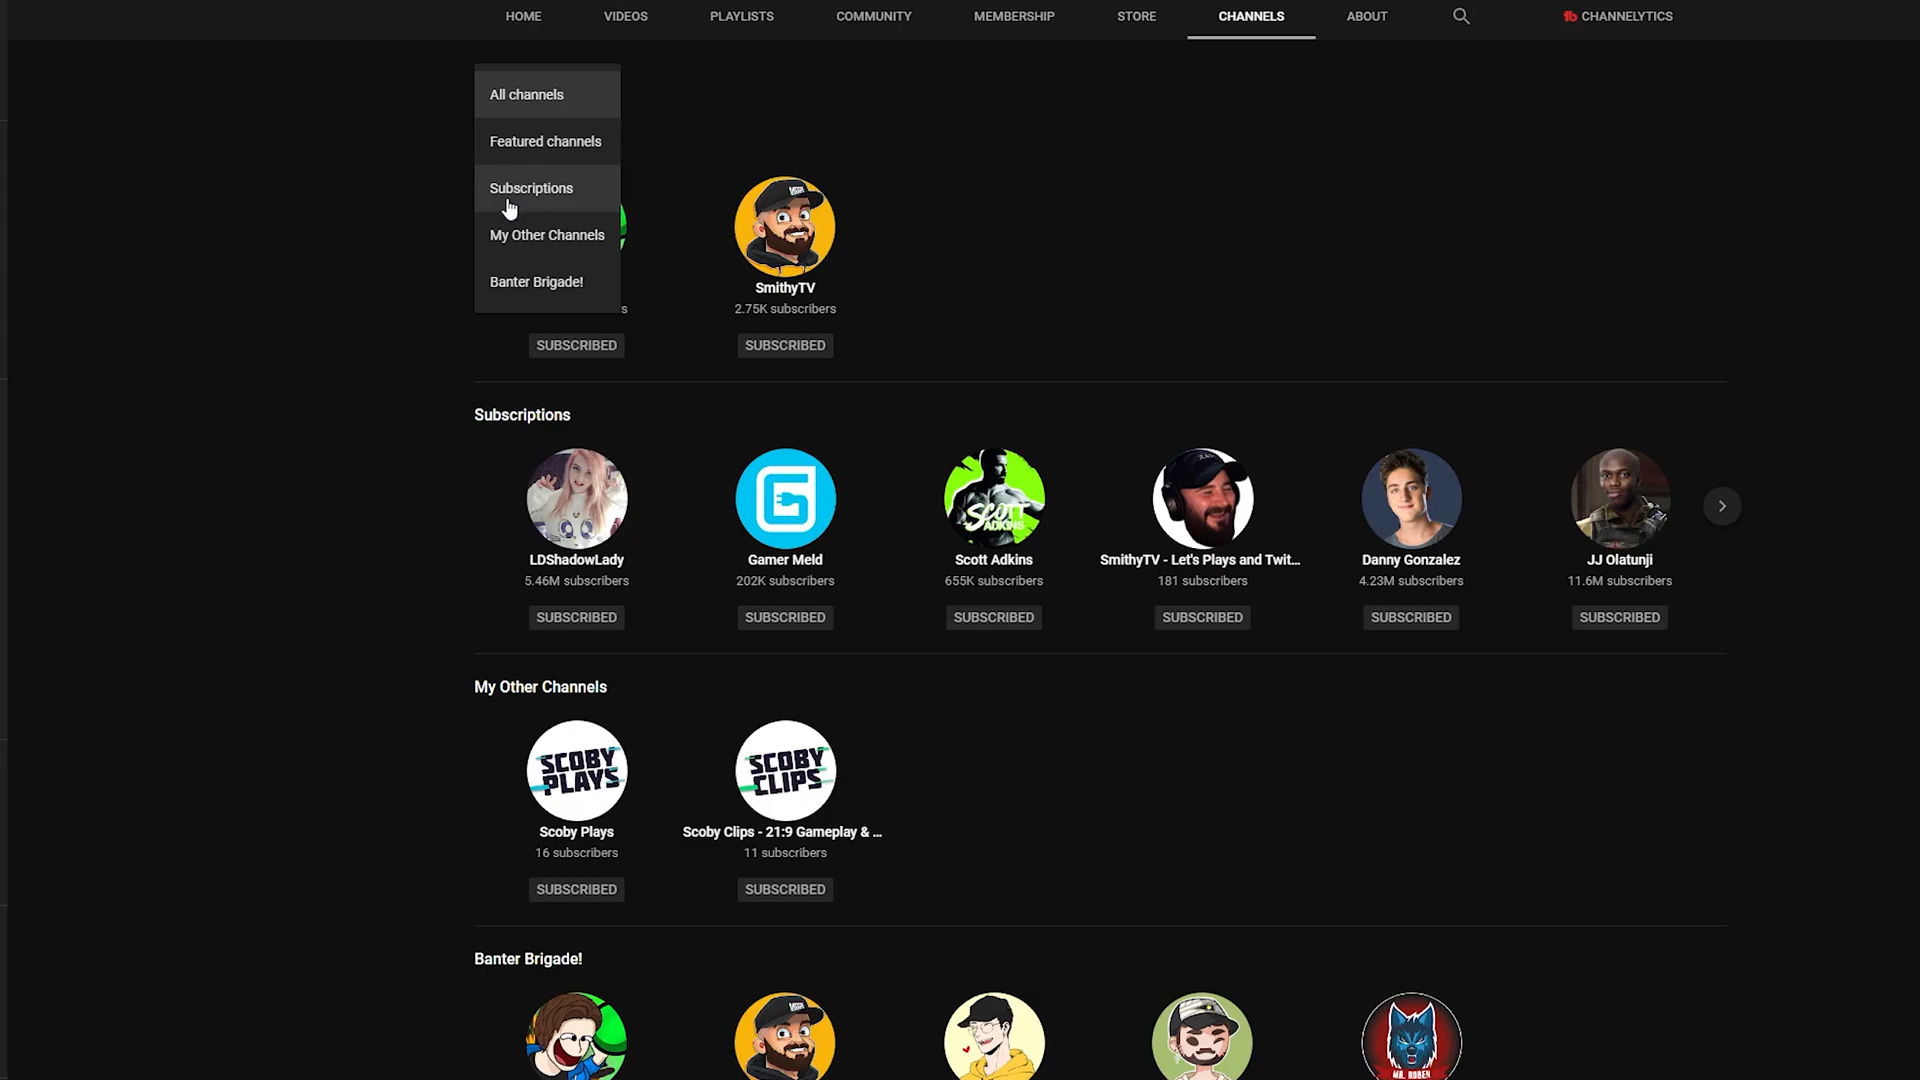 HOME VIDEOS PLAYLISTS COMMUNITY MEMBERSHIP STORE CHANNELS ABOUT CHANNELYTICS
All channels
Featured channels
Subscriptions
My Other Channels
Banter Brigade!
SmithyTV
s 2.75K subscribers
SUBSCRIBED SUBSCRIBED
Subscriptions
SCOTT
ADKINS
LDShadowLady Gamer Meld Scott Adkins SmithyTV - Let's Plays and Twit... Danny Gonzalez JJ Olatunji
5.46M subscribers 202K subscribers 655K subscribers 181 subscribers 4.23M subscribers 11.6M subscribers
SUBSCRIBED SUBSCRIBED SUBSCRIBED SUBSCRIBED SUBSCRIBED SUBSCRIBED
My Other Channels
SCOBY SCOBY
PLAYS CLIPS
Scoby Plays Scoby Clips - 21:9 Gameplay & ...
16 subscribers 11 subscribers
SUBSCRIBED SUBSCRIBED
Banter Brigade!
MR. ROBEN